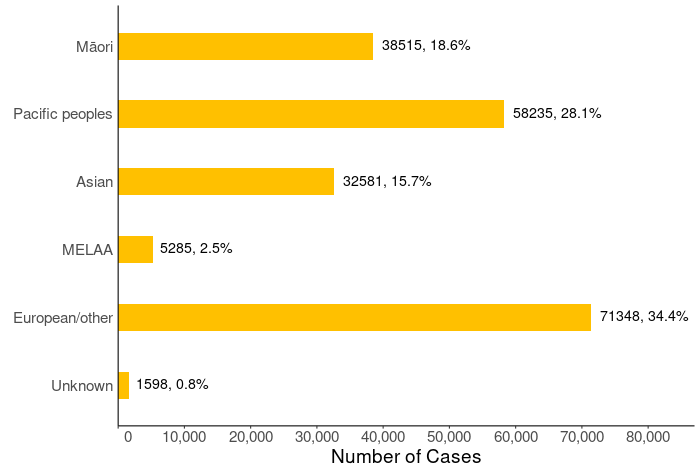 Māori 38515, 18.6%
Pacific peoples 58235, 28.1%
Asian 32581, 15.7%
MELAA 5285, 2.5%
European/other 71348, 34.4%
Unknown 1598, 0.8%
0 10,000 20,000 30,000 40,000 50,000 60,000 70,000 80,000
Number of Cases